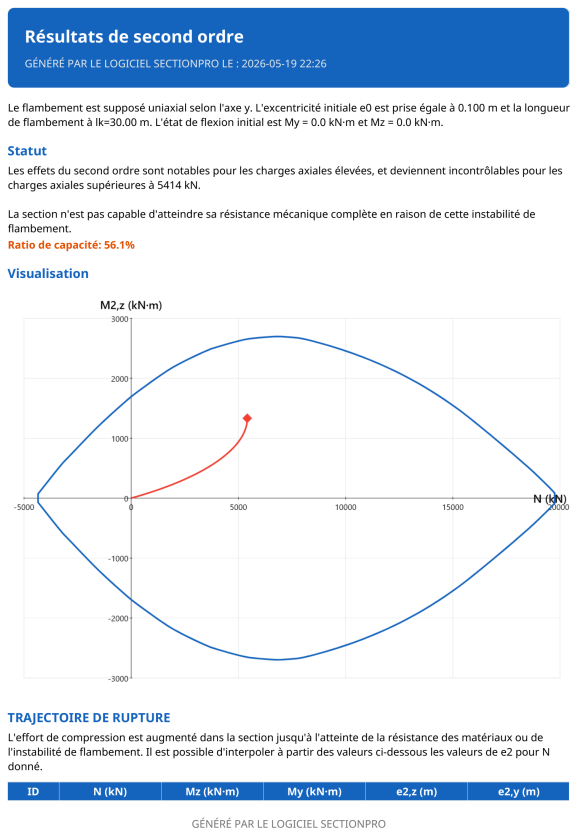 Résultats de second ordre
GÉNÉRÉ PAR LE LOGICIEL SECTIONPRO LE : 2026-05-19 22:26
Le flambement est supposé uniaxial selon l'axe y. L'excentricité initiale e0 est prise égale à 0.100 m et la longueur
de flambement à lk=30.00 m. L'état de flexion initial est My = 0.0 kN·m et Mz = 0.0 kN·m.
Statut
Les effets du second ordre sont notables pour les charges axiales élevées, et deviennent incontrôlables pour les
charges axiales supérieures à 5414 kN.
La section n'est pas capable d'atteindre sa résistance mécanique complète en raison de cette instabilité de
flambement.
Ratio de capacité: 56.1%
Visualisation
M2,z (kN·m)
3000
2000
1000
0
N (kN)
-5000 0 5000 10000 15000 20000
-1000
-2000
-3000
TRAJECTOIRE DE RUPTURE
L'effort de compression est augmenté dans la section jusqu'à l'atteinte de la résistance des matériaux ou de
l'instabilité de flambement. Il est possible d'interpoler à partir des valeurs ci-dessous les valeurs de e2 pour N
donné.
ID N (kN) Mz (kN·m) My (kN·m) e2,z (m) e2,y (m)
GÉNÉRÉ PAR LE LOGICIEL SECTIONPRO